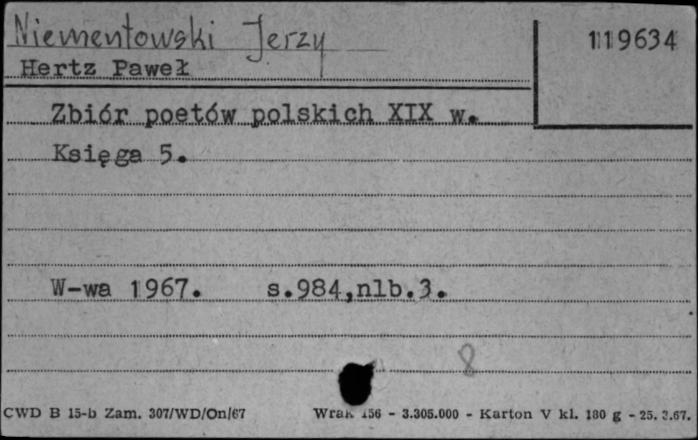 Niementowski Jerzy
119634
Hertz Paweł
Zbiór poetów polskich XIX w.
Księga 5.
W-wa 1967. s.984,nlb.3.
8
CWD B 15-b Zam. 307/WD/On/67 156 - 3.305.000 - Karton V kl. 180 g - 25. 3.67.